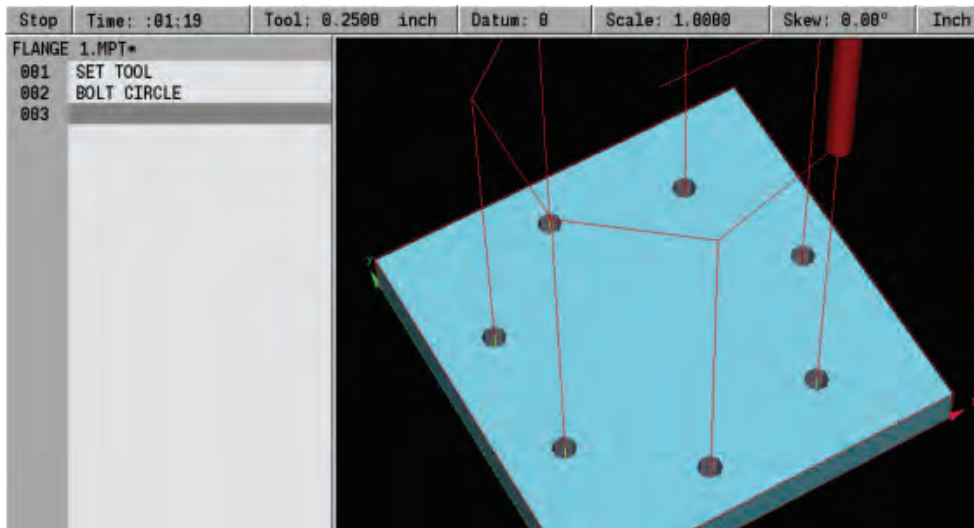 Stop Time: :01:19 Tool: 0.2500 inch Datum: 0 Scale: 1.0000 Skew: 0.00° Inch
FLANGE 1.MPT*
001 SET TOOL
002 BOLT CIRCLE
003
Y